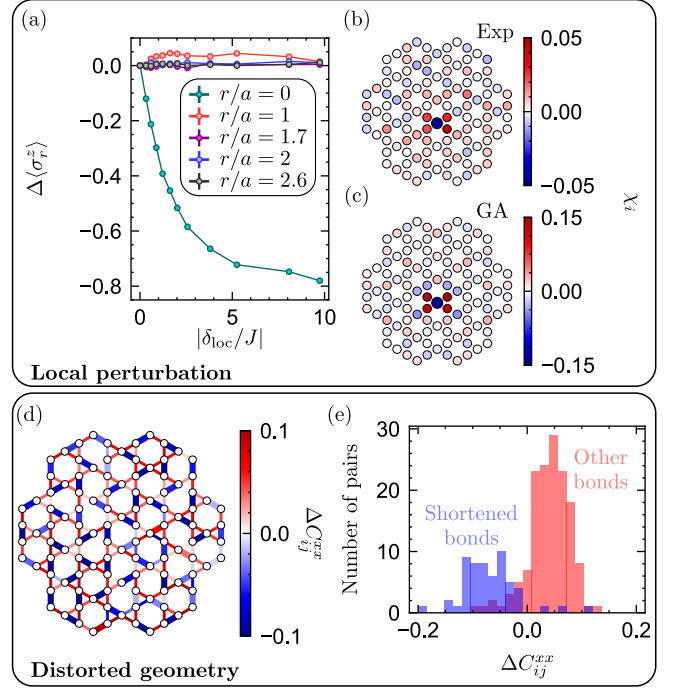 (a)
0.0
−0.2
−0.4
−0.6
−0.8
Δ⟨σ_r^z⟩
r/a = 0
r/a = 1
r/a = 1.7
r/a = 2
r/a = 2.6
0 5 10
|δ_loc/J|
(b)
Exp
0.05
0.00
−0.05
(c)
GA
0.15
0.00
−0.15
χ_i
Local perturbation
(d)
0.1
0.0
−0.1
ΔC_ij^xx
Distorted geometry
(e)
30
20
10
0
Number of pairs
Other
bonds
Shortened
bonds
−0.2 0.0 0.2
ΔC_ij^xx